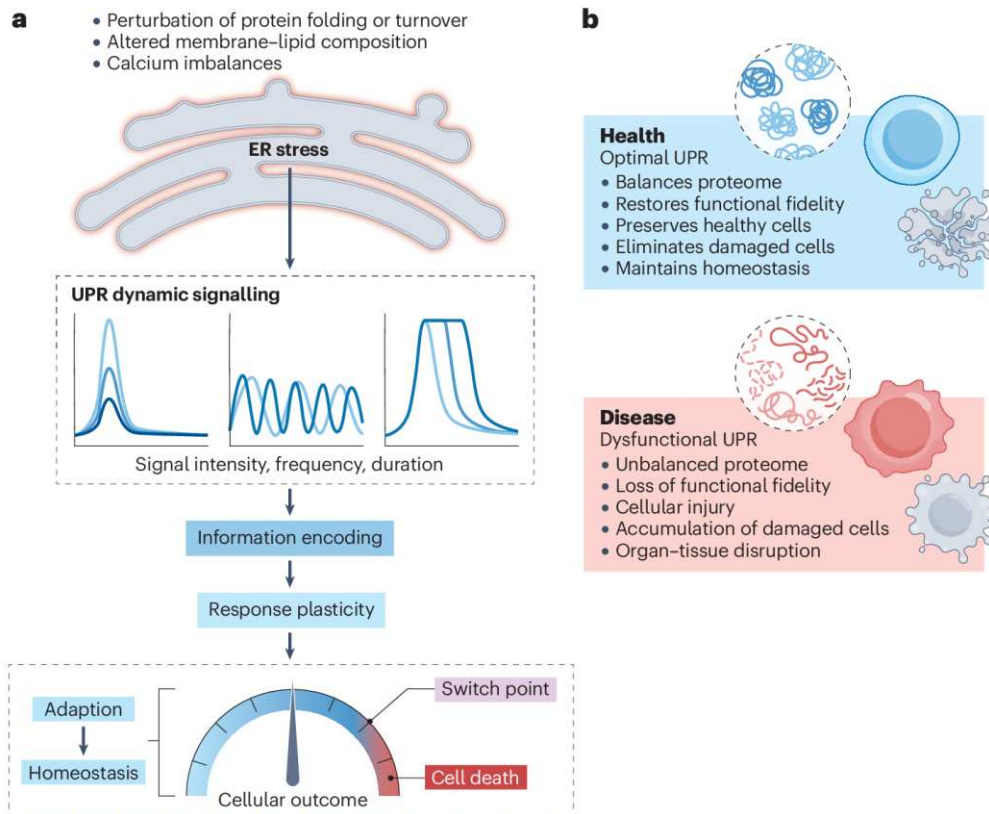 a
• Perturbation of protein folding or turnover
• Altered membrane–lipid composition
• Calcium imbalances
ER stress
UPR dynamic signalling
Signal intensity, frequency, duration
Information encoding
Response plasticity
Adaption
Homeostasis
Switch point
Cell death
Cellular outcome
b
Health
Optimal UPR
• Balances proteome
• Restores functional fidelity
• Preserves healthy cells
• Eliminates damaged cells
• Maintains homeostasis
Disease
Dysfunctional UPR
• Unbalanced proteome
• Loss of functional fidelity
• Cellular injury
• Accumulation of damaged cells
• Organ–tissue disruption